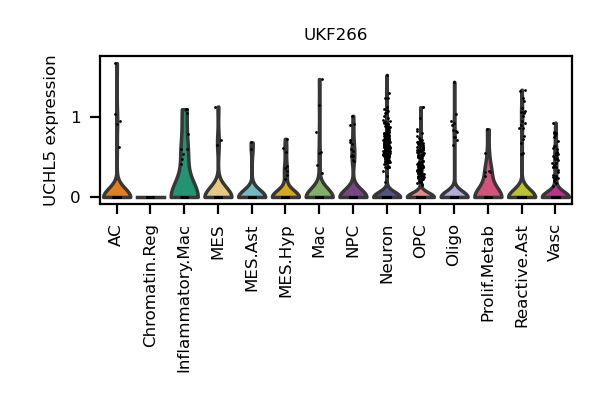 UKF266
UCHL5 expression
1
0
AC
Chromatin.Reg
Inflammatory.Mac
MES
MES.Ast
MES.Hyp
Mac
NPC
Neuron
OPC
Oligo
Prolif.Metab
Reactive.Ast
Vasc